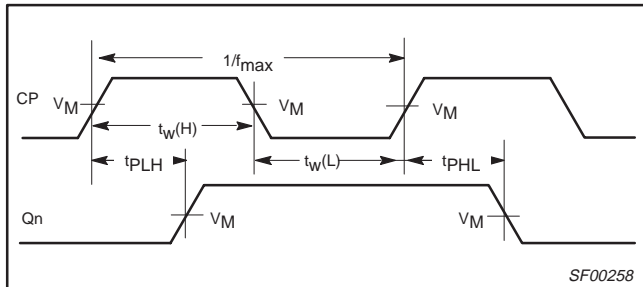 1/fmax
CP VM VM VM
tw(H)
tPLH tw(L) tPHL
Qn VM VM
SF00258